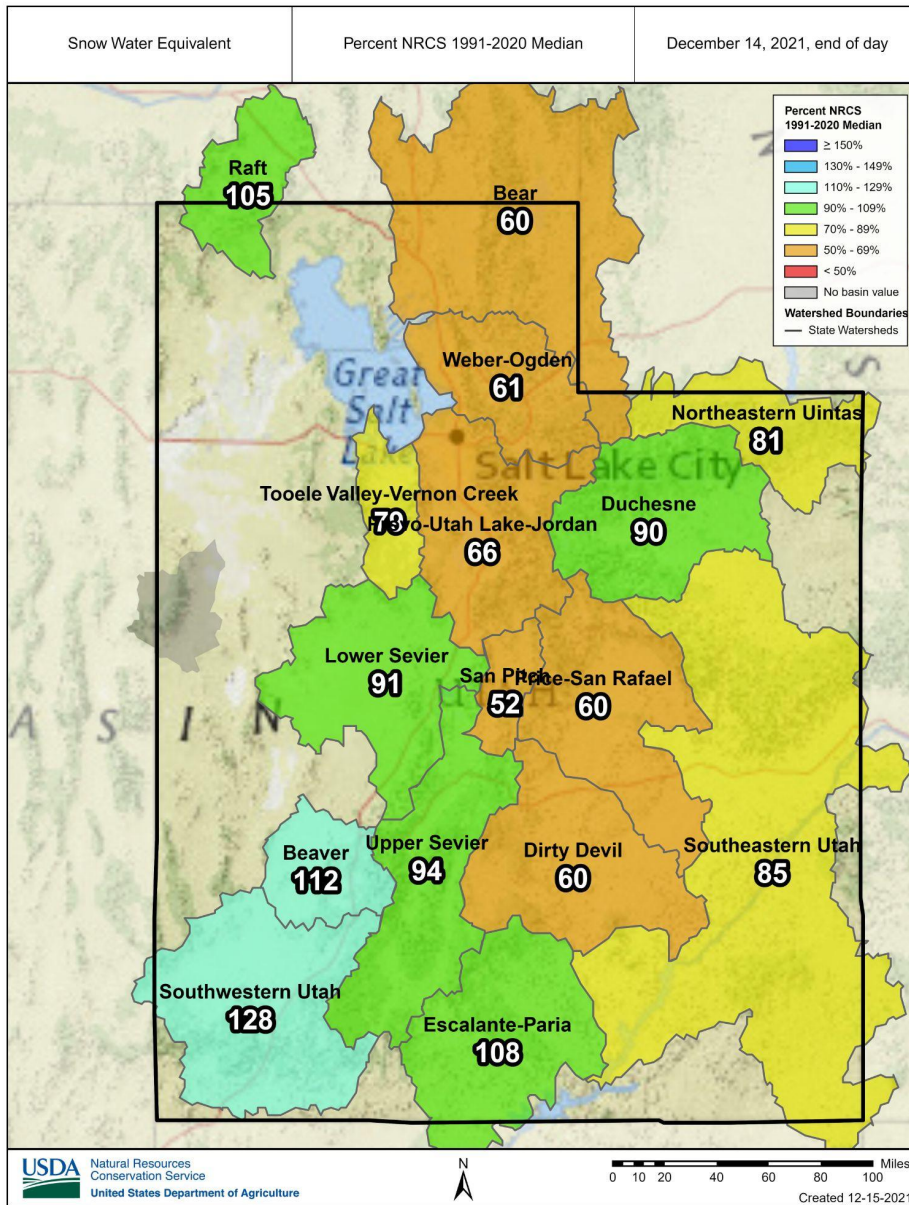 Snow Water Equivalent
Percent NRCS 1991-2020 Median
December 14, 2021, end of day
Percent NRCS
1991-2020 Median
≥ 150%
130% - 149%
110% - 129%
90% - 109%
70% - 89%
50% - 69%
< 50%
No basin value
Watershed Boundaries
State Watersheds
Raft
105
Bear
60
Great
Salt
Lake
Weber-Ogden
61
Northeastern Uintas
81
Salt Lake City
Tooele Valley-Vernon Creek
Provo-Utah Lake-Jordan
66
Duchesne
90
Lower Sevier
91
San Pitch
52
Price-San Rafael
60
A S I N
Beaver
112
Upper Sevier
94
Dirty Devil
60
Southeastern Utah
85
Southwestern Utah
128
Escalante-Paria
108
USDA
Natural Resources
Conservation Service
United States Department of Agriculture
N
0 20 40 60 80 100 Miles
Created 12-15-2021